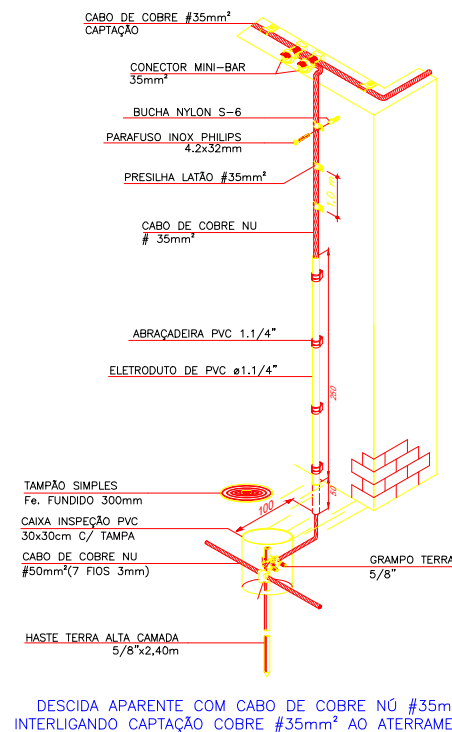 CABO DE COBRE #35mm²
CAPTAÇÃO
CONECTOR MINI-BAR
35mm²
BUCHA NYLON S-6
PARAFUSO INOX PHILIPS
4.2x32mm
PRESILHA LATÃO #35mm²
1,0 m
CABO DE COBRE NU
# 35mm²
ABRAÇADEIRA PVC 1.1/4"
ELETRODUTO DE PVC ø1.1/4"
250
50
TAMPÃO SIMPLES
Fe. FUNDIDO 300mm
100
CAIXA INSPEÇÃO PVC
30x30cm C/ TAMPA
CABO DE COBRE NU
#50mm²(7 FIOS 3mm)
GRAMPO TERRA
5/8"
HASTE TERRA ALTA CAMADA
5/8"x2,40m
DESCIDA APARENTE COM CABO DE COBRE NÚ #35m
INTERLIGANDO CAPTAÇÃO COBRE #35mm² AO ATERRAME